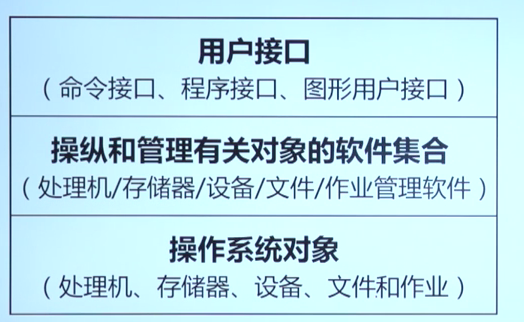 用户接口
（命令接口、程序接口、图形用户接口）
操纵和管理有关对象的软件集合
（处理机/存储器/设备/文件/作业管理软件）
操作系统对象
（处理机、存储器、设备、文件和作业）